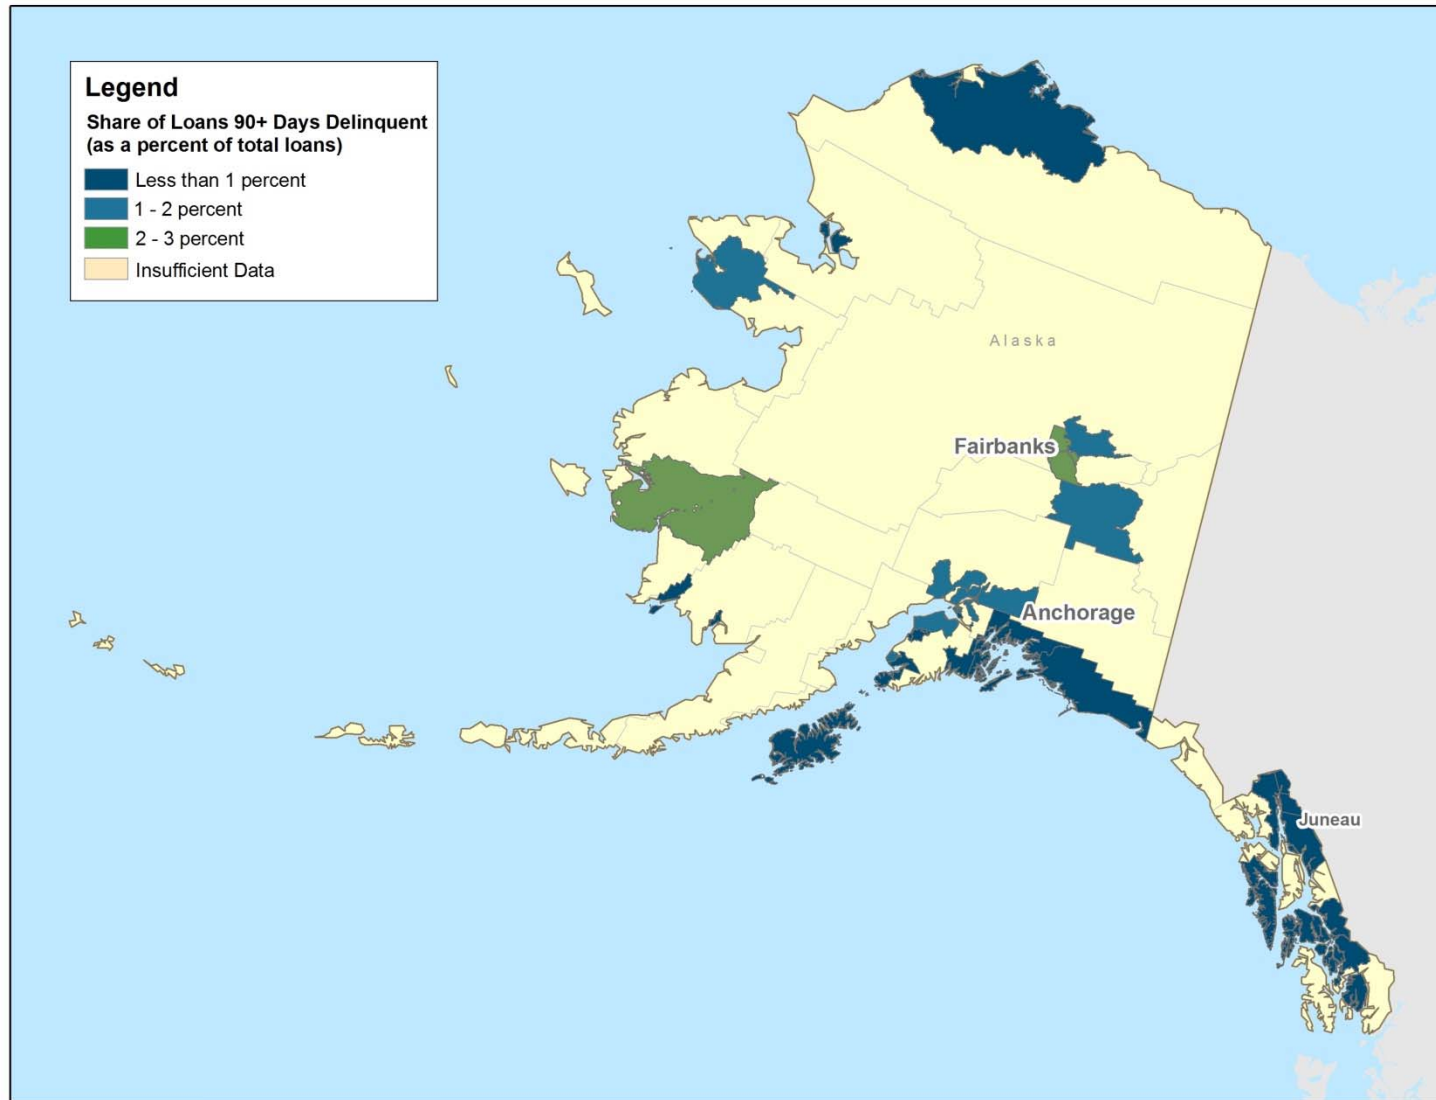 Legend
Share of Loans 90+ Days Delinquent
(as a percent of total loans)
Less than 1 percent
1 - 2 percent
2 - 3 percent
Insufficient Data
Alaska
Fairbanks
Anchorage
Juneau